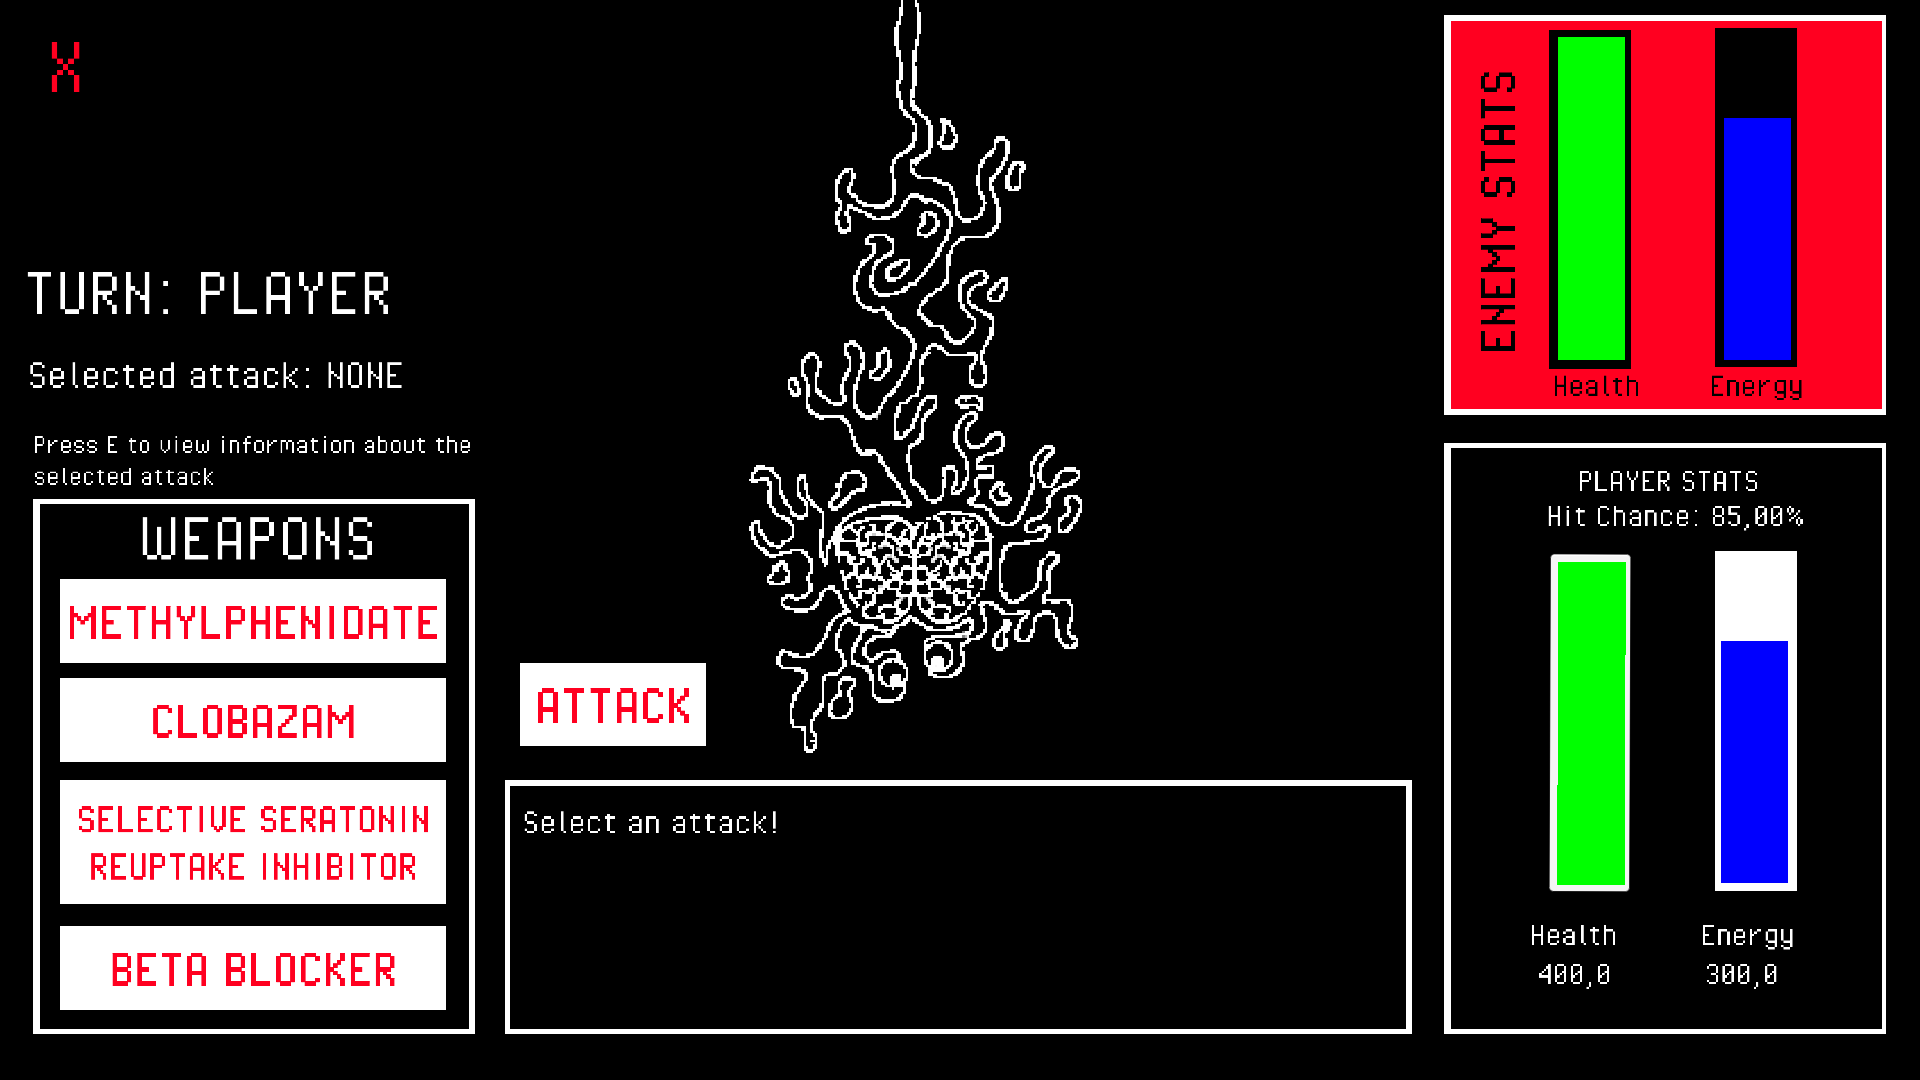 X
TURN: PLAYER
Selected attack: NONE
Press E to view information about the
selected attack
WEAPONS
METHYLPHENIDATE
CLOBAZAM
SELECTIVE SERATONIN
REUPTAKE INHIBITOR
BETA BLOCKER
ATTACK
Select an attack!
ENEMY STATS
Health
Energy
PLAYER STATS
Hit Chance: 85,00%
Health
400,0
Energy
300,0